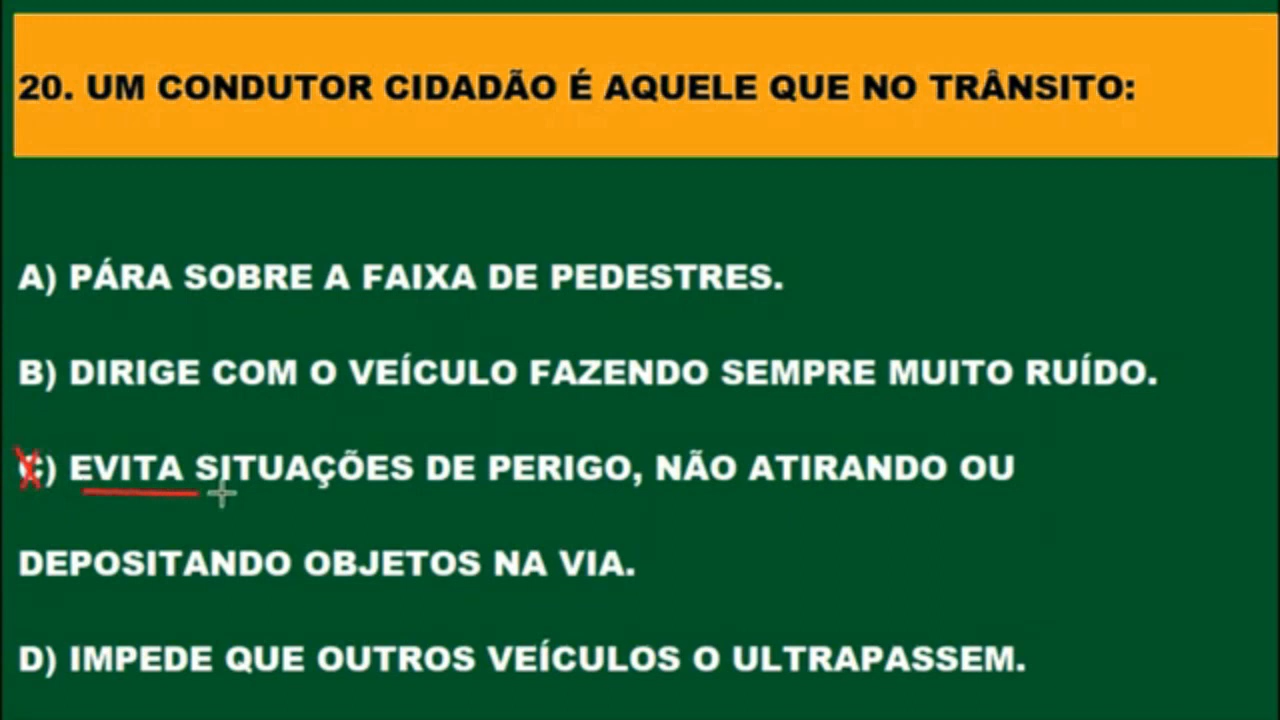 20. UM CONDUTOR CIDADÃO É AQUELE QUE NO TRÂNSITO:
A) PÁRA SOBRE A FAIXA DE PEDESTRES.
B) DIRIGE COM O VEÍCULO FAZENDO SEMPRE MUITO RUÍDO.
C) EVITA SITUAÇÕES DE PERIGO, NÃO ATIRANDO OU
DEPOSITANDO OBJETOS NA VIA.
D) IMPEDE QUE OUTROS VEÍCULOS O ULTRAPASSEM.